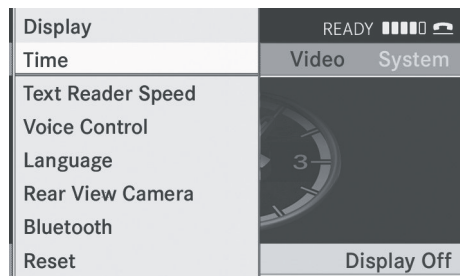 Display
READY
Time
Video System
Text Reader Speed
Voice Control
Language
3
Rear View Camera
Bluetooth
Reset
Display Off